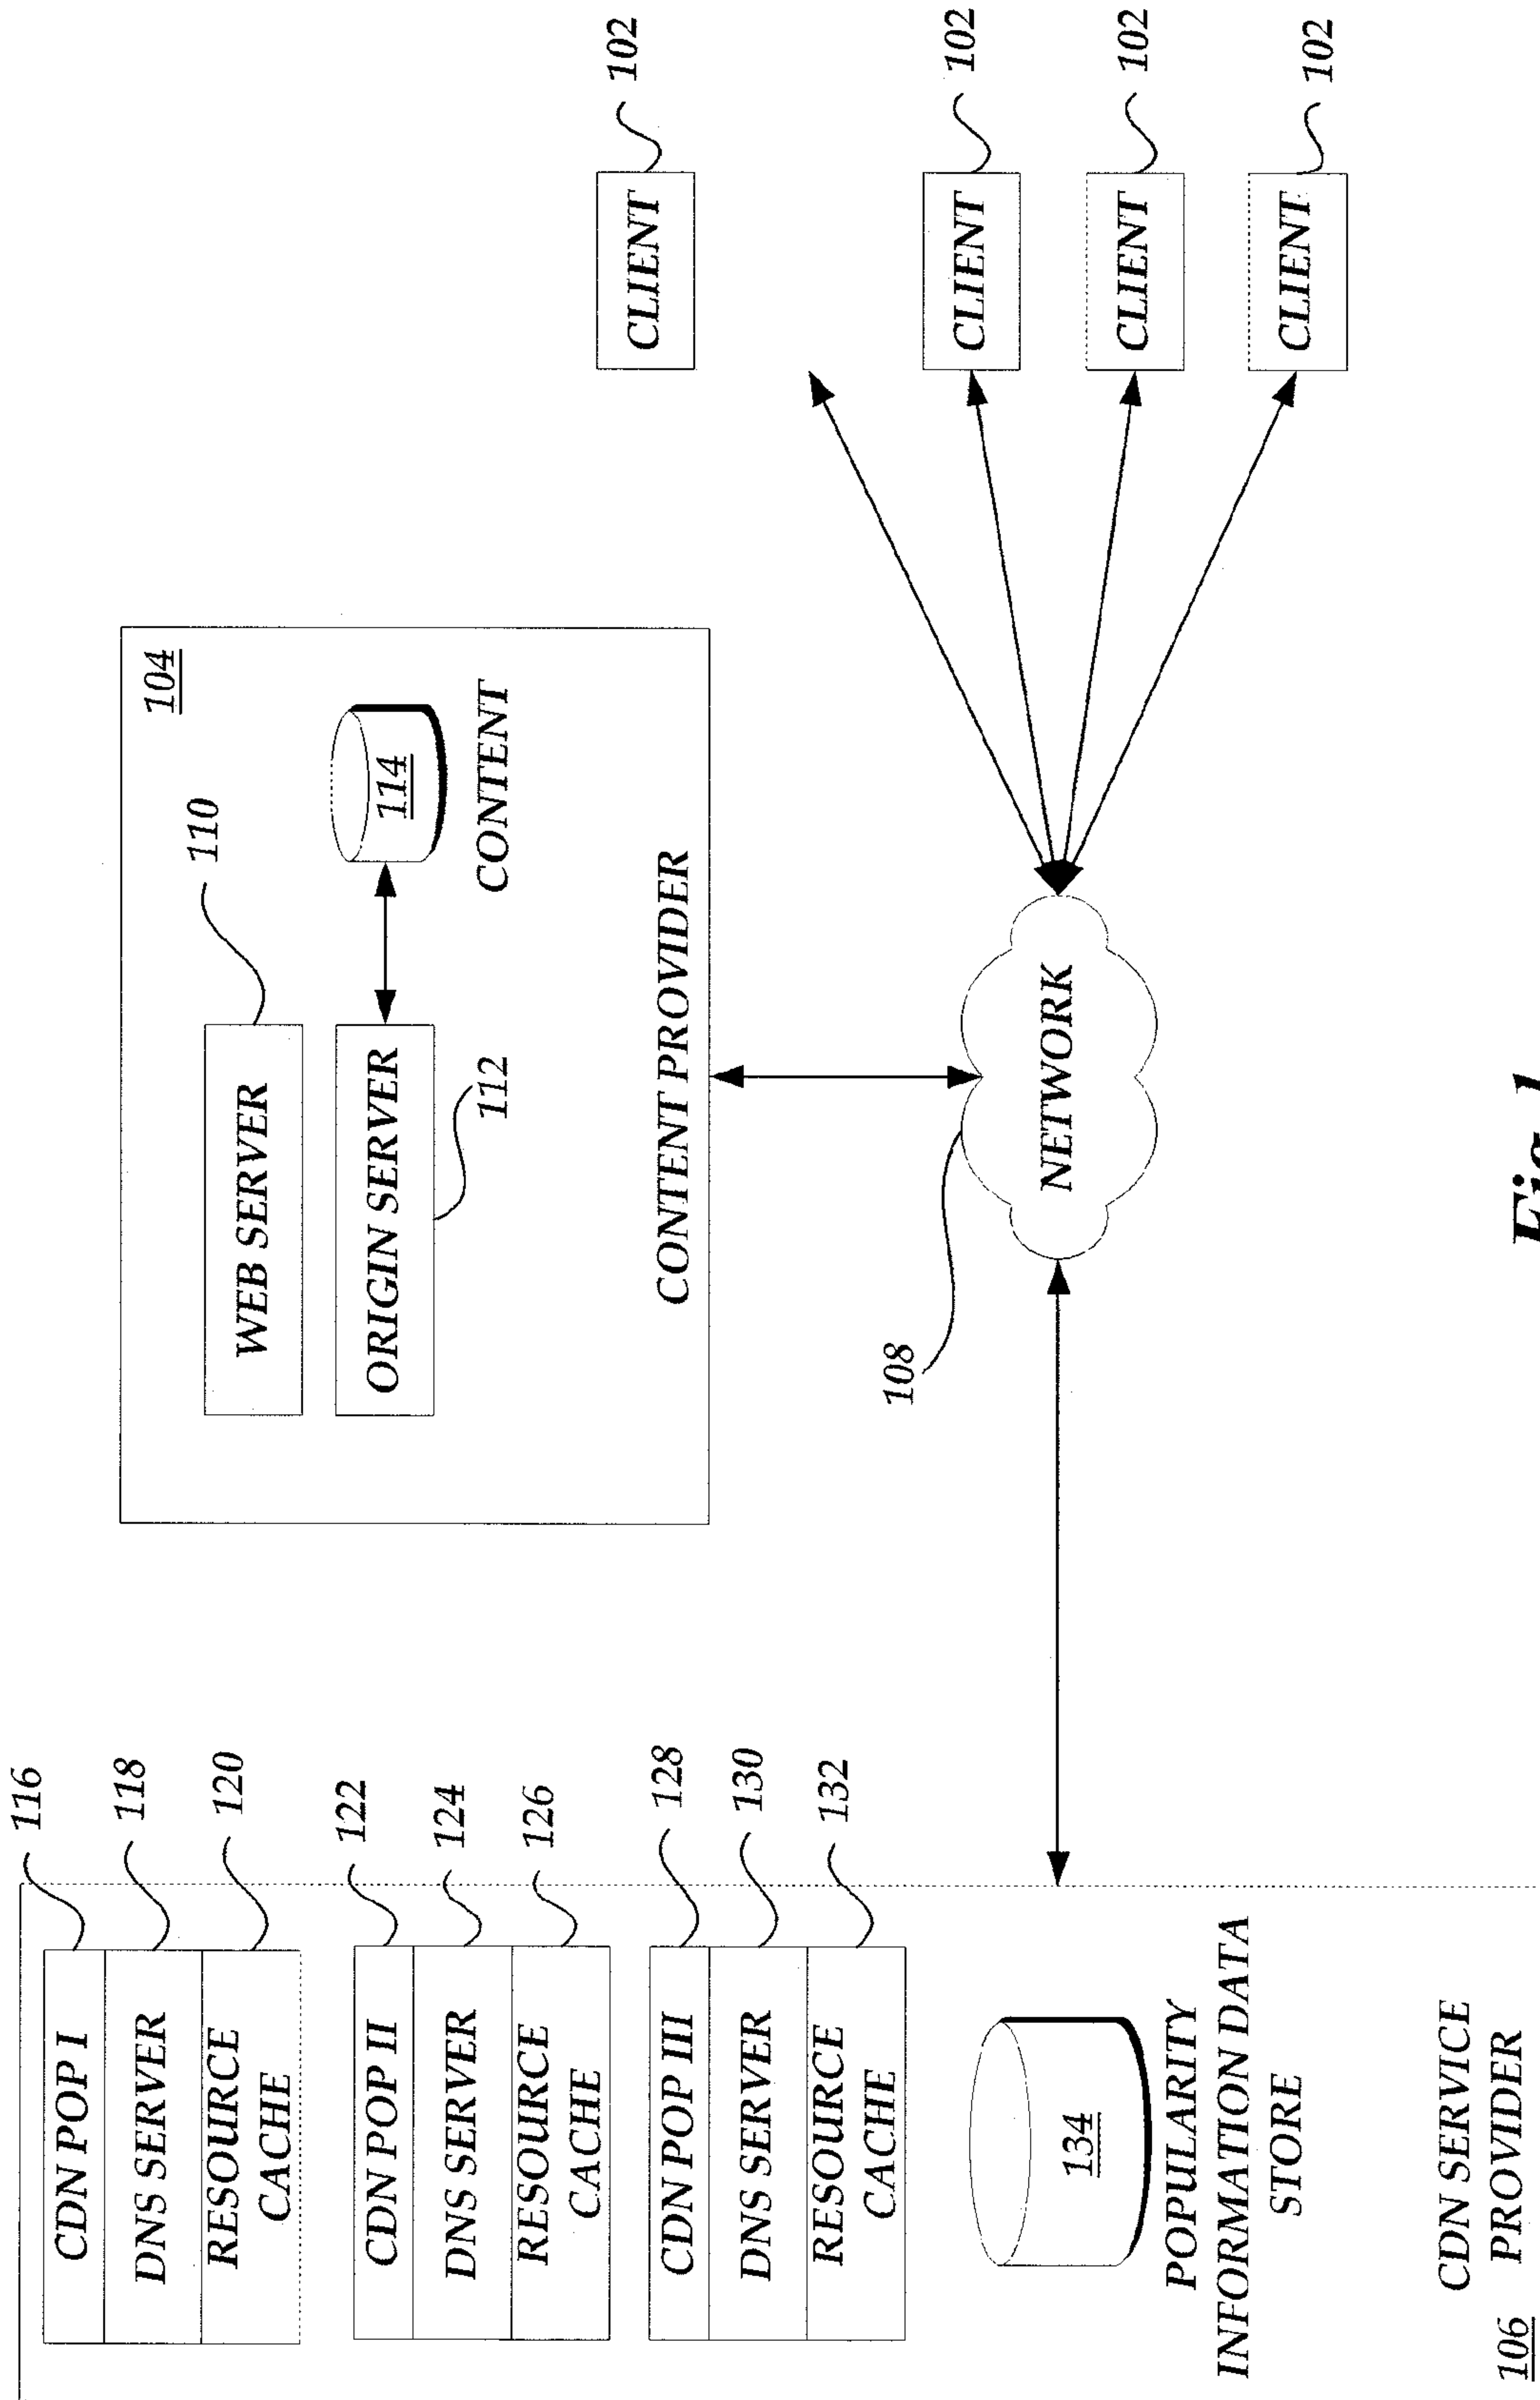 116
CDN POP I
118
DNS SERVER
120
RESOURCE
CACHE
122
CDN POP II
124
DNS SERVER
126
RESOURCE
CACHE
128
CDN POP III
130
DNS SERVER
132
RESOURCE
CACHE
134
POPULARITY
INFORMATION DATA
STORE
CDN SERVICE
PROVIDER
106
104
110
WEB SERVER
ORIGIN SERVER
112
114
CONTENT
CONTENT PROVIDER
108
NETWORK
CLIENT
102
CLIENT
102
CLIENT
102
CLIENT
102